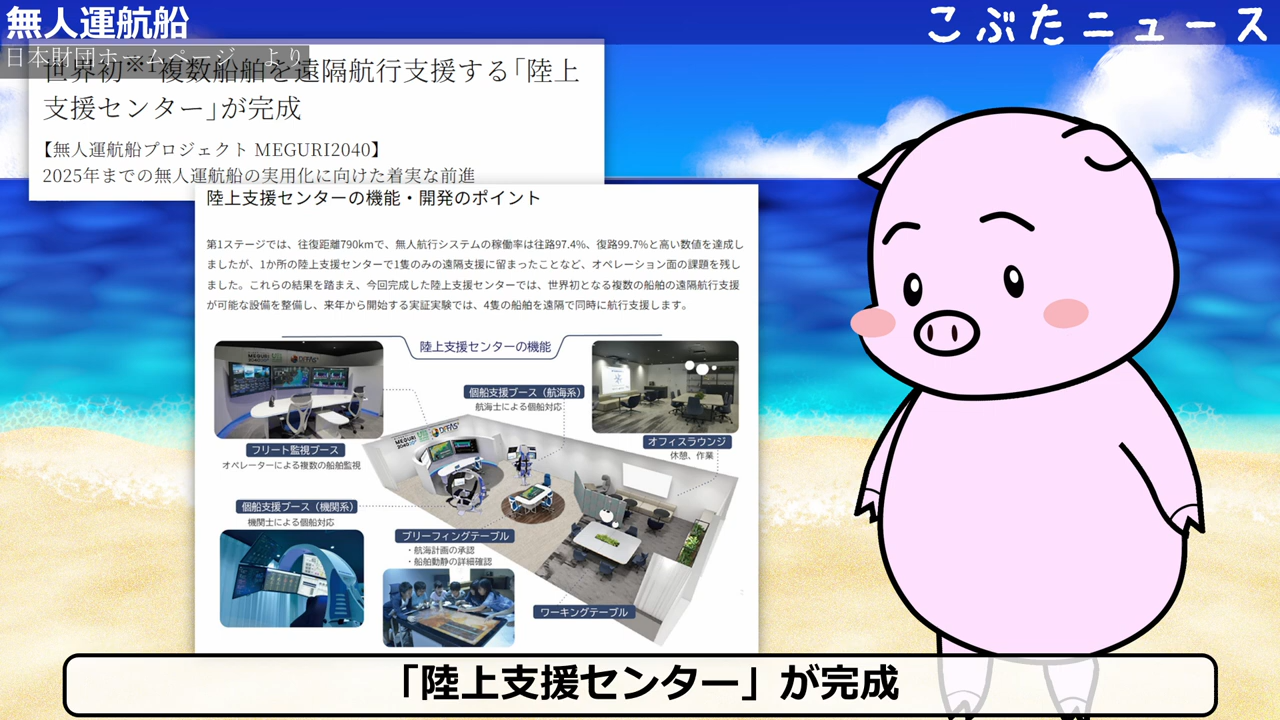 無人運航船
こぶたニュース
日本財団ホームページ より
世界初※1複数船舶を遠隔航行支援する「陸上
支援センター」が完成
【無人運航船プロジェクト MEGURI2040】
2025年までの無人運航船の実用化に向けた着実な前進
陸上支援センターの機能・開発のポイント
第1ステージでは、往復距離790kmで、無人航行システムの稼働率は往路97.4%、復路99.7%と高い数値を達成し
ましたが、1か所の陸上支援センターで1隻のみの遠隔支援に留まったことなど、オペレーション面の課題を残し
ました。これらの結果を踏まえ、今回完成した陸上支援センターでは、世界初となる複数の船舶の遠隔航行支援
が可能な設備を整備し、来年から開始する実証実験では、4隻の船舶を遠隔で同時に航行支援します。
陸上支援センターの機能
個船支援ブース（航海系）
航海士による個船対応
オフィスラウンジ
休憩、作業
フリート監視ブース
オペレーターによる複数の船舶監視
MEGURI
2040
DFFAS+
個船支援ブース（機関系）
機関士による個船対応
ブリーフィングテーブル
・航海計画の承認
・船舶動静の詳細確認
ワーキングテーブル
「陸上支援センター」が完成